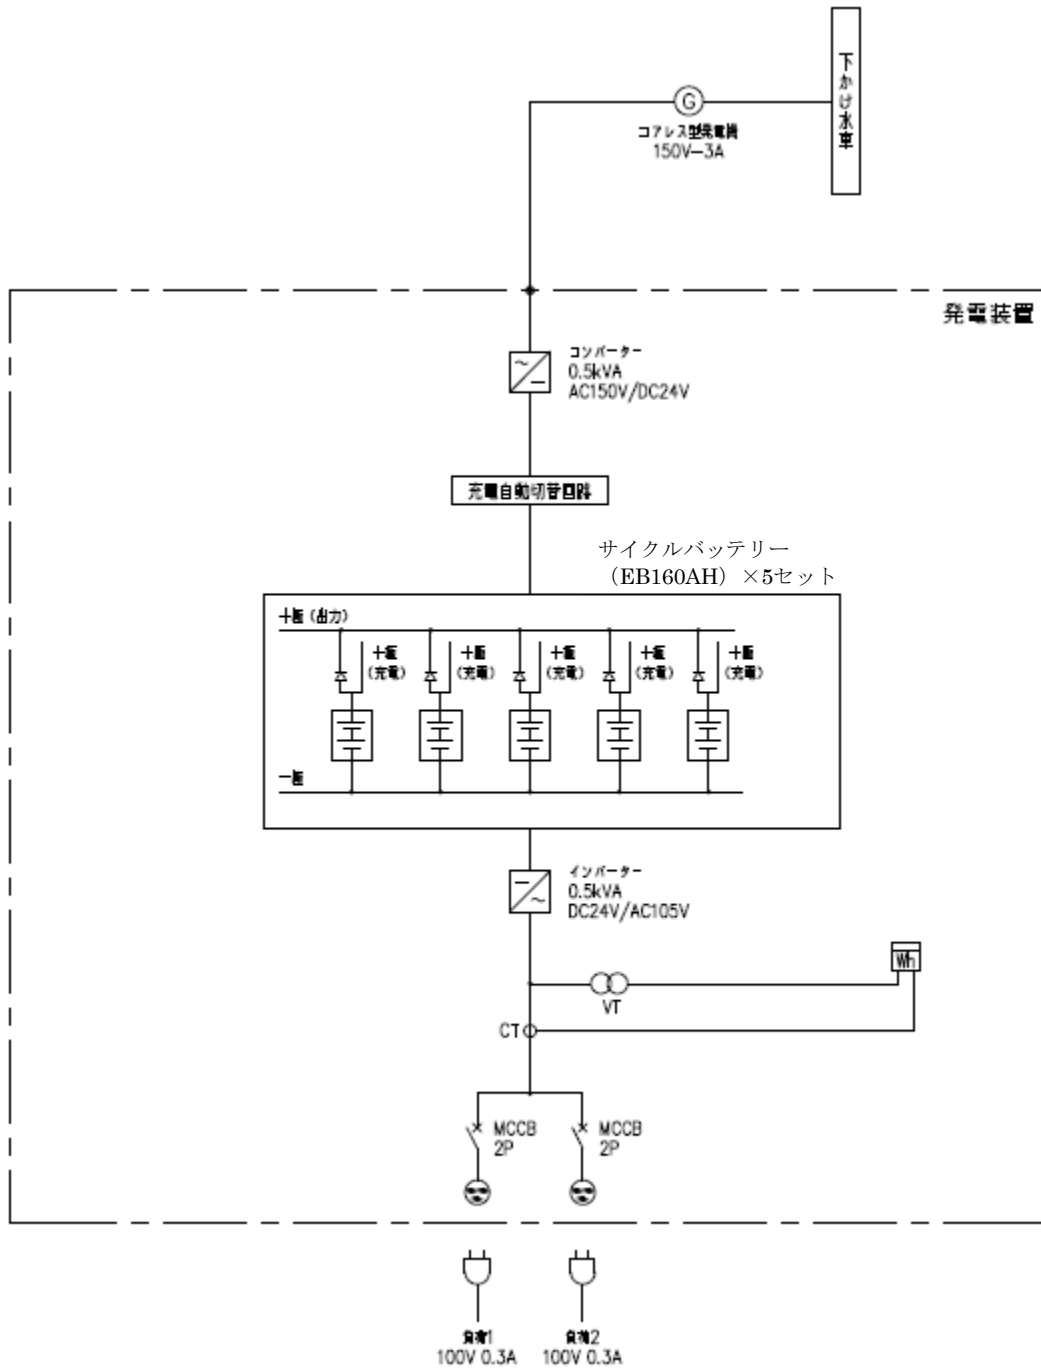 下かけ水車
G
コアレス型発電機
150V-3A
発電装置
コンバーター
0.5kVA
AC150V/DC24V
充電自動切替回路
サイクルバッテリー
（EB160AH）×5セット
＋極（出力）
＋極 ＋極 ＋極 ＋極 ＋極
（充電） （充電） （充電） （充電） （充電）
－極
インバーター
0.5kVA
DC24V/AC105V
Wh
VT
CT
MCCB MCCB
2P 2P
負荷1 負荷2
100V 0.3A 100V 0.3A